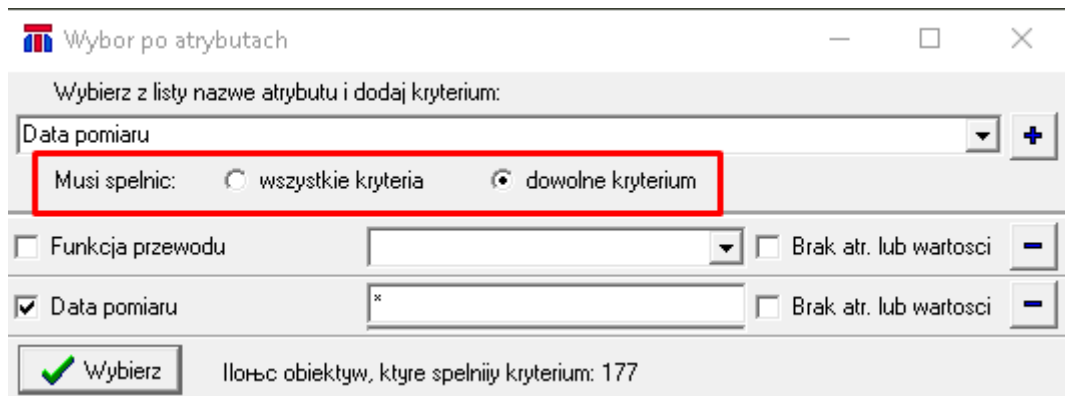 Wybor po atrybutach
Wybierz z listy nazwe atrybutu i dodaj kryterium:
Data pomiaru
Musi spelnic: wszystkie kryteria dowolne kryterium
Funkcja przewodu Brak atr. lub wartosci
Data pomiaru * Brak atr. lub wartosci
Wybierz Iloњc obiektyw, ktyre spelniiy kryterium: 177